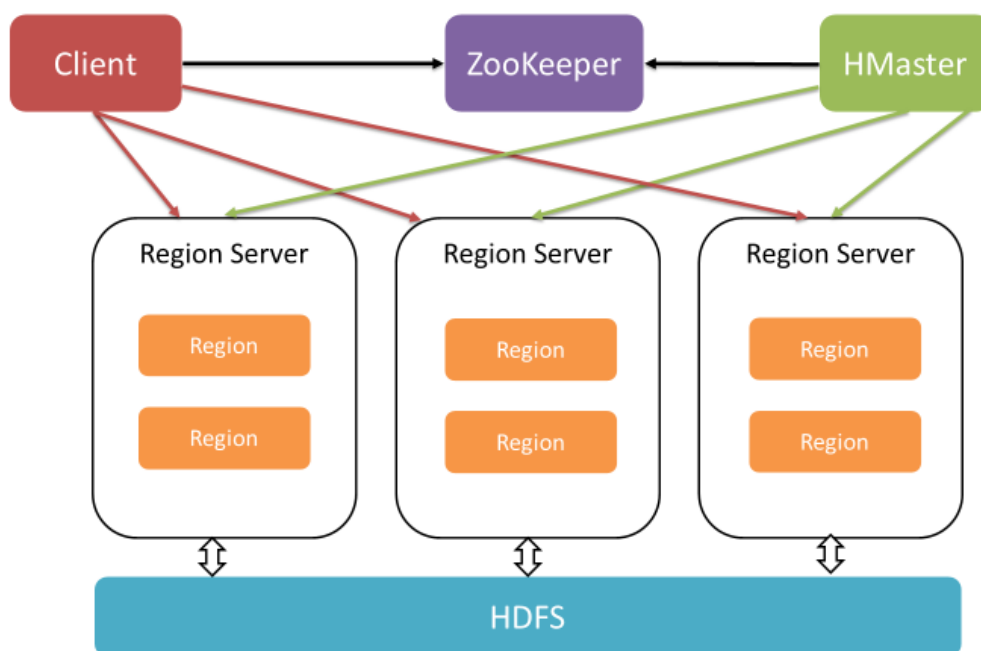 Client
ZooKeeper
HMaster
Region Server
Region Server
Region Server
Region
Region
Region
Region
Region
Region
HDFS